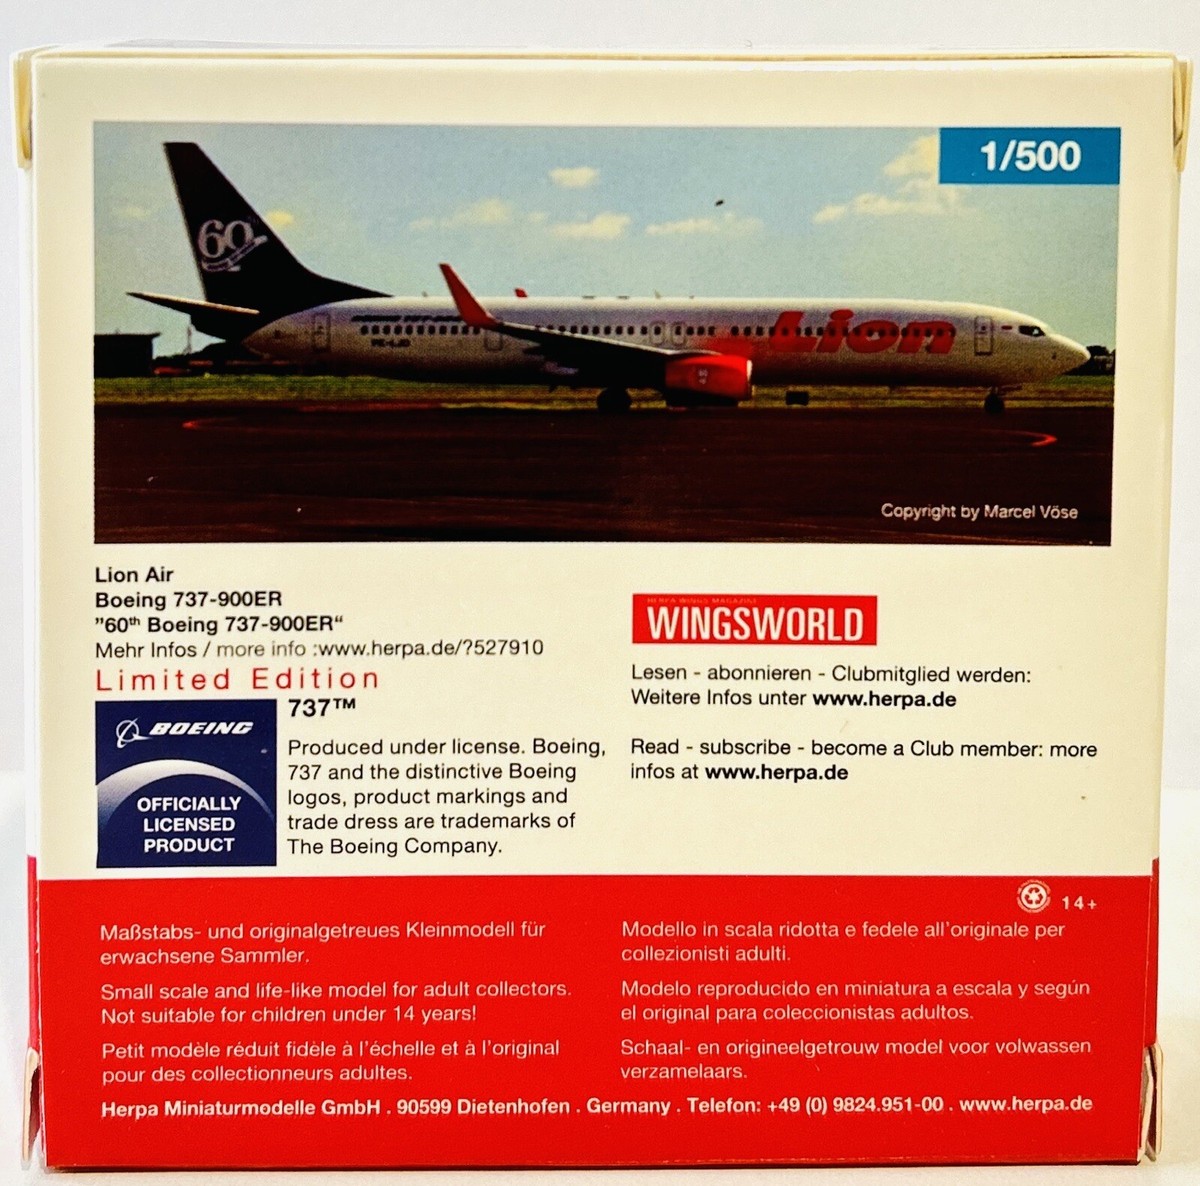 1/500
60
Lion
Copyright by Marcel Vöse
Lion Air
Boeing 737-900ER
"60th Boeing 737-900ER“
Mehr Infos / more info :www.herpa.de/?527910
Limited Edition
BOEING
OFFICIALLY
LICENSED
PRODUCT
737™
Produced under license. Boeing,
737 and the distinctive Boeing
logos, product markings and
trade dress are trademarks of
The Boeing Company.
HERPA WINGS MAGAZINE
WINGSWORLD
Lesen - abonnieren - Clubmitglied werden:
Weitere Infos unter www.herpa.de
Read - subscribe - become a Club member: more
infos at www.herpa.de
14+
Maßstabs- und originalgetreues Kleinmodell für
erwachsene Sammler.
Small scale and life-like model for adult collectors.
Not suitable for children under 14 years!
Petit modèle réduit fidèle à l'échelle et à l'original
pour des collectionneurs adultes.
Modello in scala ridotta e fedele all'originale per
collezionisti adulti.
Modelo reproducido en miniatura a escala y según
el original para coleccionistas adultos.
Schaal- en origineelgetrouw model voor volwassen
verzamelaars.
Herpa Miniaturmodelle GmbH . 90599 Dietenhofen . Germany . Telefon: +49 (0) 9824.951-00 . www.herpa.de